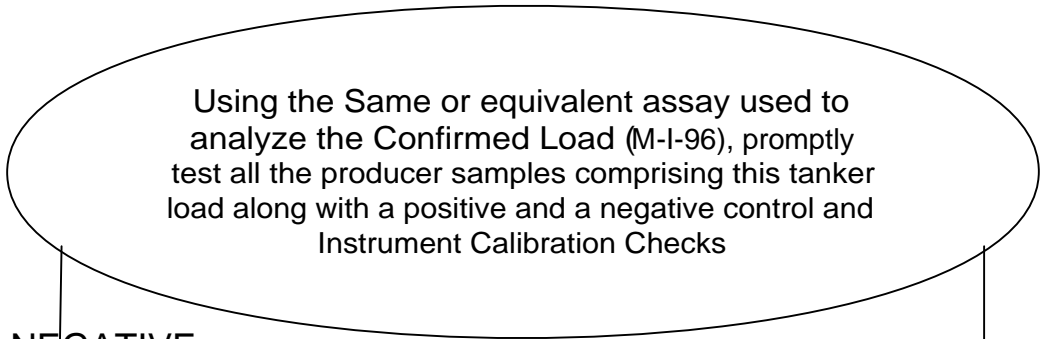 Using the Same or equivalent assay used to
analyze the Confirmed Load (M-I-96), promptly
test all the producer samples comprising this tanker
load along with a positive and a negative control and
Instrument Calibration Checks
NEGATIVE